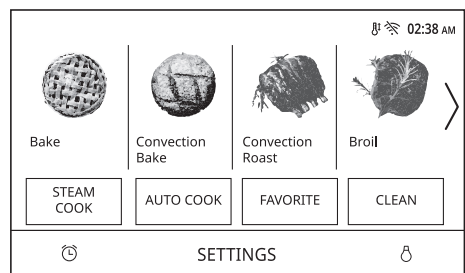 02:38 AM
Bake
Convection
Bake
Convection
Roast
Broil
STEAM
COOK
AUTO COOK
FAVORITE
CLEAN
SETTINGS